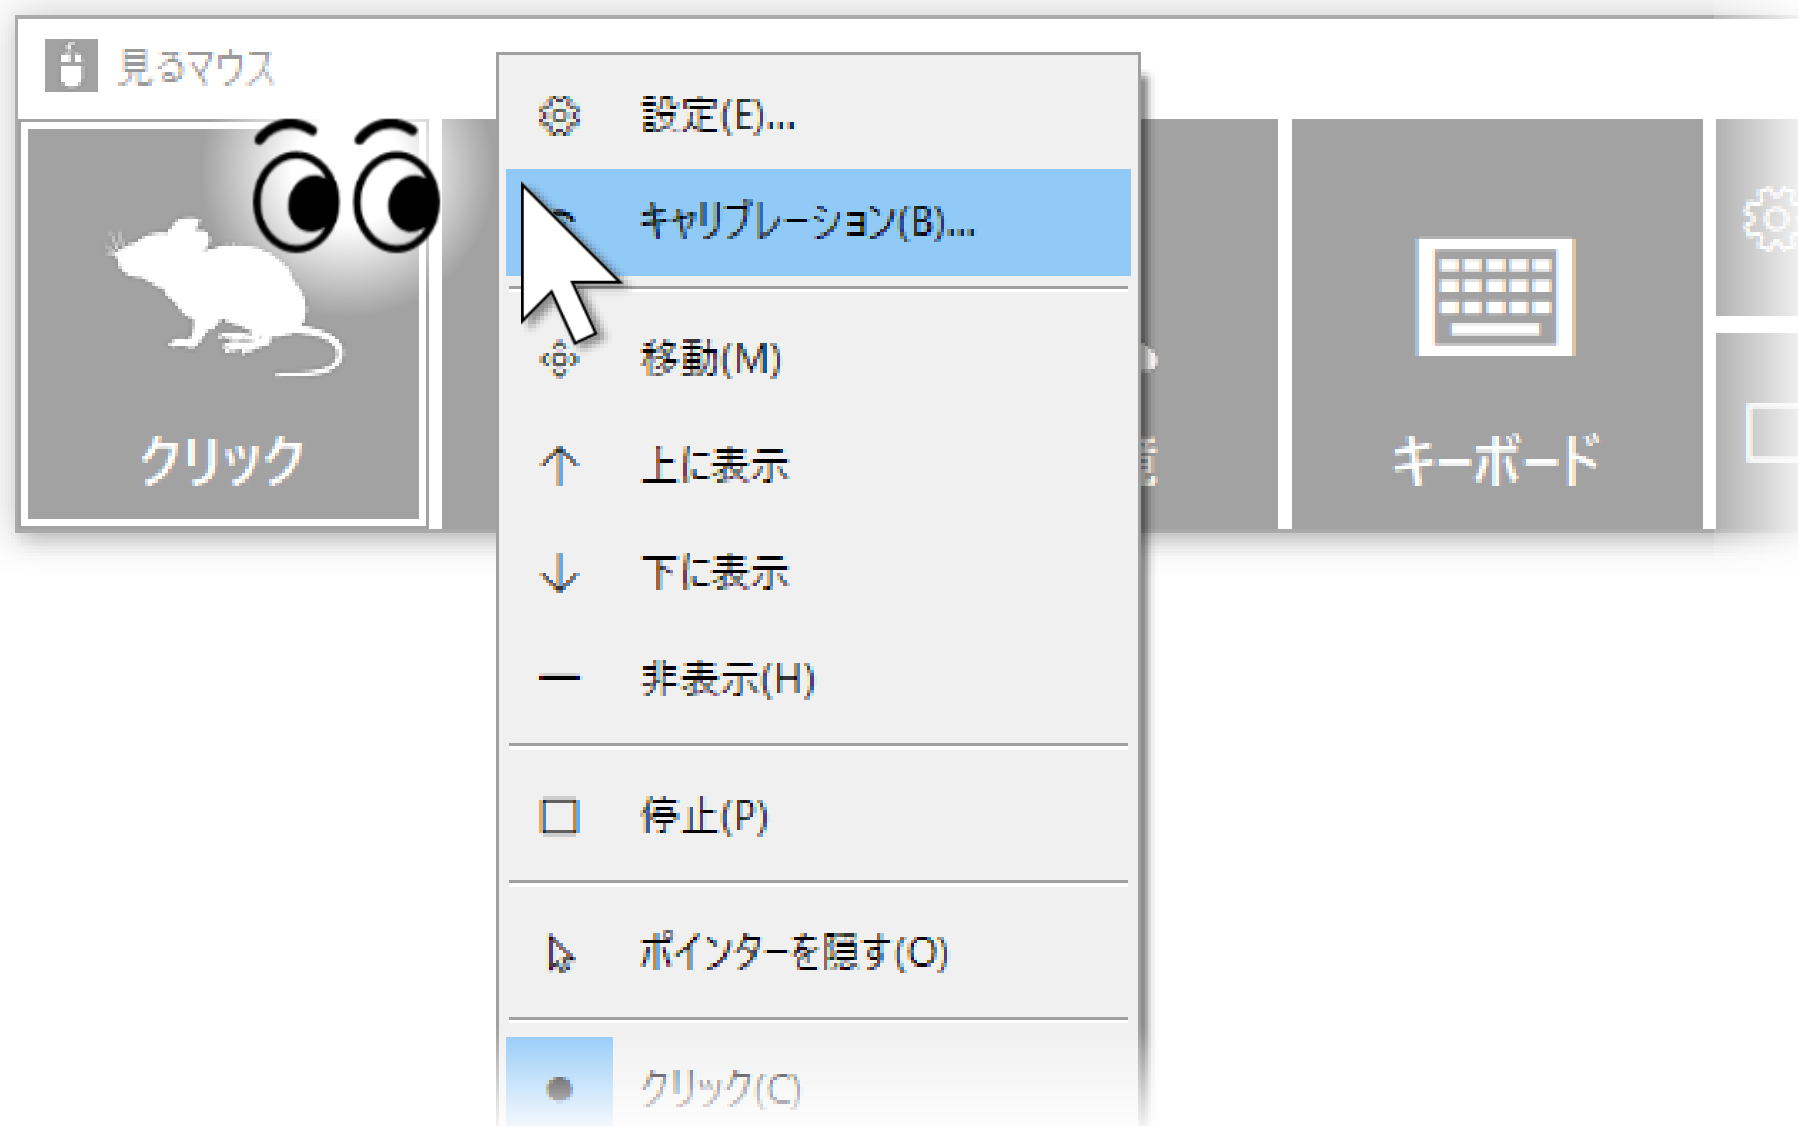 見るマウス
設定(E)...
キャリブレーション(B)...
移動(M)
上に表示
下に表示
非表示(H)
停止(P)
ポインターを隠す(O)
クリック(C)
クリック
キーボード